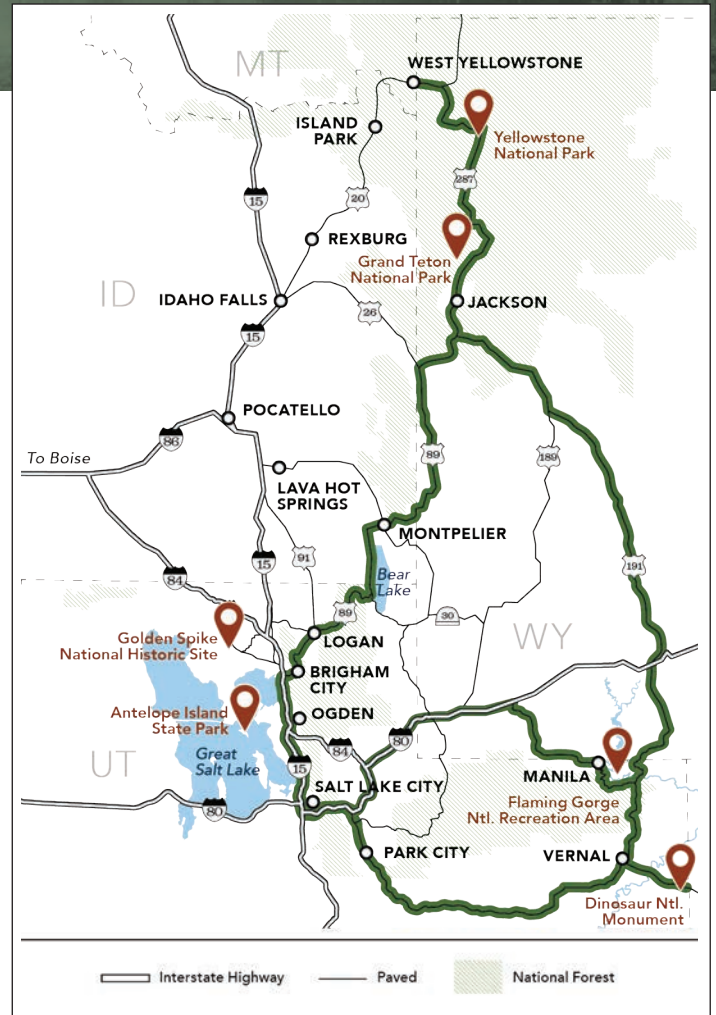 MT
WEST YELLOWSTONE
ISLAND
PARK
Yellowstone
National Park
287
15
20
REXBURG
Grand Teton
National Park
ID
IDAHO FALLS
JACKSON
26
15
POCATELLO
86
To Boise
89
189
LAVA HOT
SPRINGS
MONTPELIER
91
15
84
Bear
Lake
191
89
30
Golden Spike
National Historic Site
LOGAN
WY
BRIGHAM
CITY
Antelope Island
State Park
OGDEN
80
84
UT
Great
Salt Lake
15
MANILA
SALT LAKE CITY
80
Flaming Gorge
Ntl. Recreation Area
PARK CITY
VERNAL
Dinosaur Ntl.
Monument
Interstate Highway
Paved
National Forest